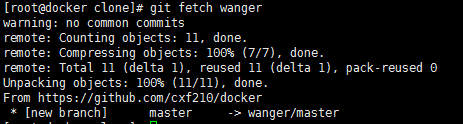 [root@docker clone]# git fetch wanger
warning: no common commits
remote: Counting objects: 11, done.
remote: Compressing objects: 100% (7/7), done.
remote: Total 11 (delta 1), reused 11 (delta 1), pack-reused 0
Unpacking objects: 100% (11/11), done.
From https://github.com/cxf210/docker
 * [new branch]      master     -> wanger/master